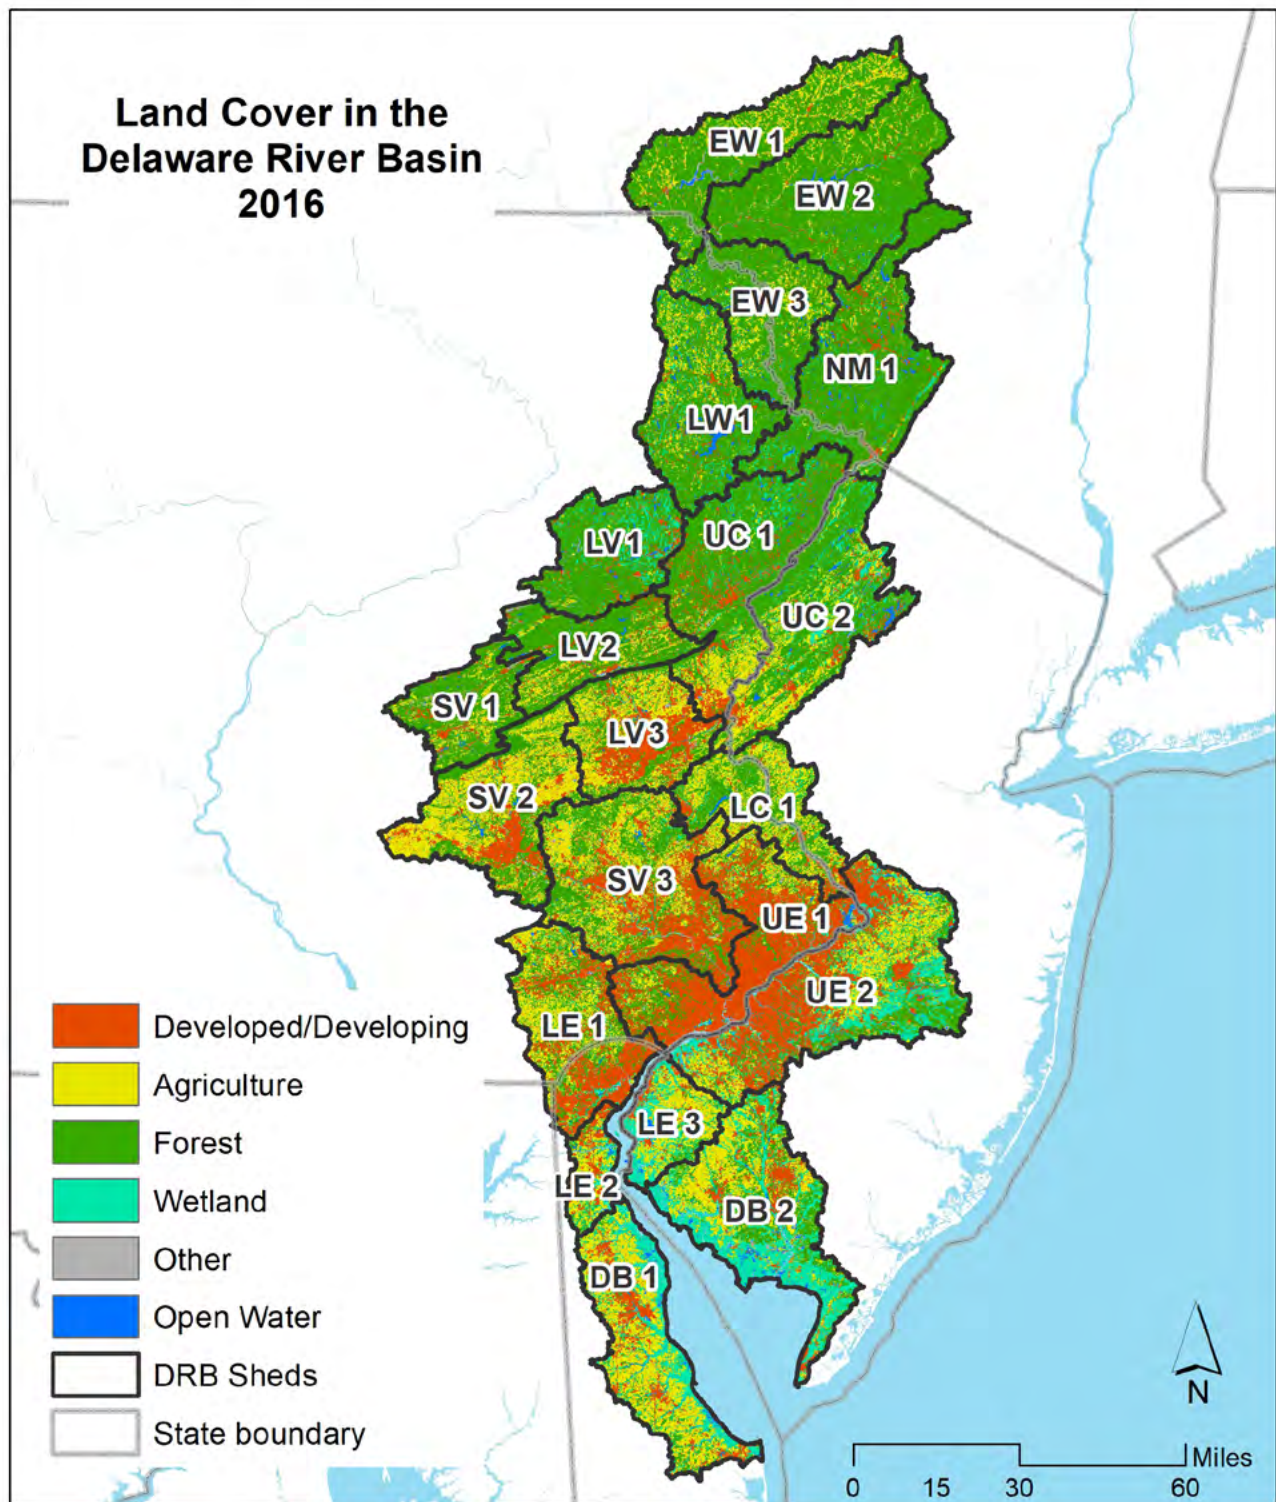 Land Cover in the
Delaware River Basin
2016
EW 1
EW 2
EW 3
NM 1
LW 1
LV 1
UC 1
UC 2
LV 2
SV 1
LV 3
SV 2
LC 1
SV 3
UE 1
UE 2
LE 1
LE 3
LE 2
DB 2
DB 1
Developed/Developing
Agriculture
Forest
Wetland
Other
Open Water
DRB Sheds
State boundary
N
Miles
0 15 30 60